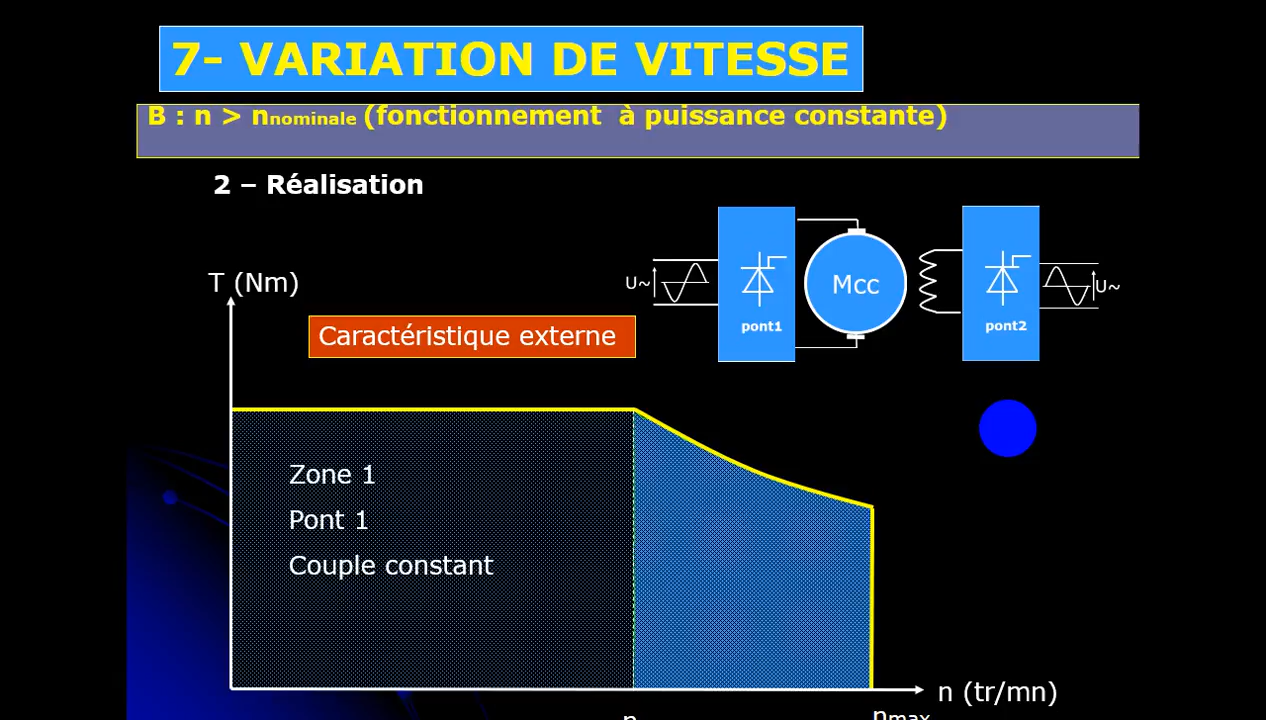 7- VARIATION DE VITESSE
B : n > nnominale (fonctionnement à puissance constante)
2 – Réalisation
T (Nm)
Caractéristique externe
U~
pont1
Mcc
pont2
U~
Zone 1
Pont 1
Couple constant
n (tr/mn)
n
nmax